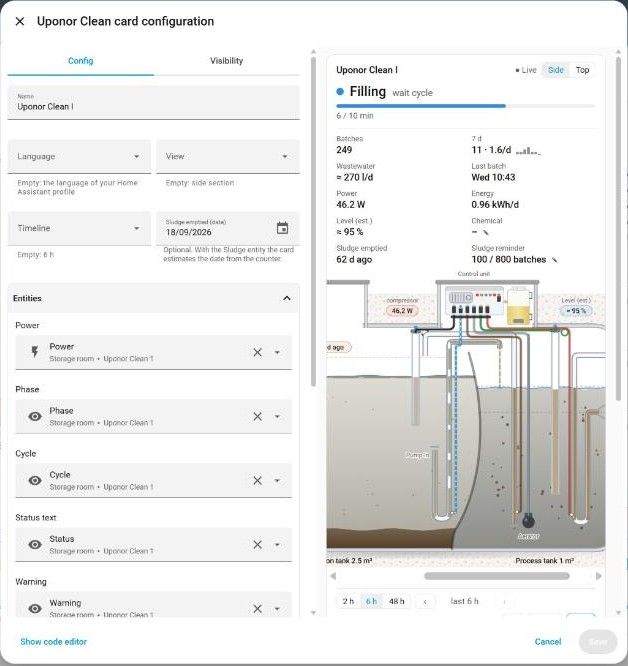 Uponor Clean card configuration
Config
Visibility
Name
Uponor Clean I
Language
View
Empty: the language of your Home
Assistant profile
Empty: side section
Timeline
Sludge emptied (date)
18/09/2026
Empty: 6 h
Optional. With the Sludge entity the card
estimates the date from the counter.
Entities
Power
Power
Storage room • Uponor Clean 1
Phase
Phase
Storage room • Uponor Clean 1
Cycle
Cycle
Storage room • Uponor Clean 1
Status text
Status
Storage room • Uponor Clean 1
Warning
Warning
Storage room • Uponor Clean 1
Show code editor
Uponor Clean I
• Live
Side
Top
Filling wait cycle
6 / 10 min
Batches
249
7 d
11 · 1.6/d
Wastewater
≈ 270 l/d
Last batch
Wed 10:43
Power
46.2 W
Energy
0.96 kWh/d
Level (est.)
≈ 95 %
Chemical
–
Sludge emptied
62 d ago
Sludge reminder
100 / 800 batches
Control unit
compressor
46.2 W
Level (est.)
≈ 95 %
d ago
Pump in
Aerator
on tank 2.5 m³
Process tank 1 m³
2 h
6 h
48 h
‹
last 6 h
›
Cancel
Save